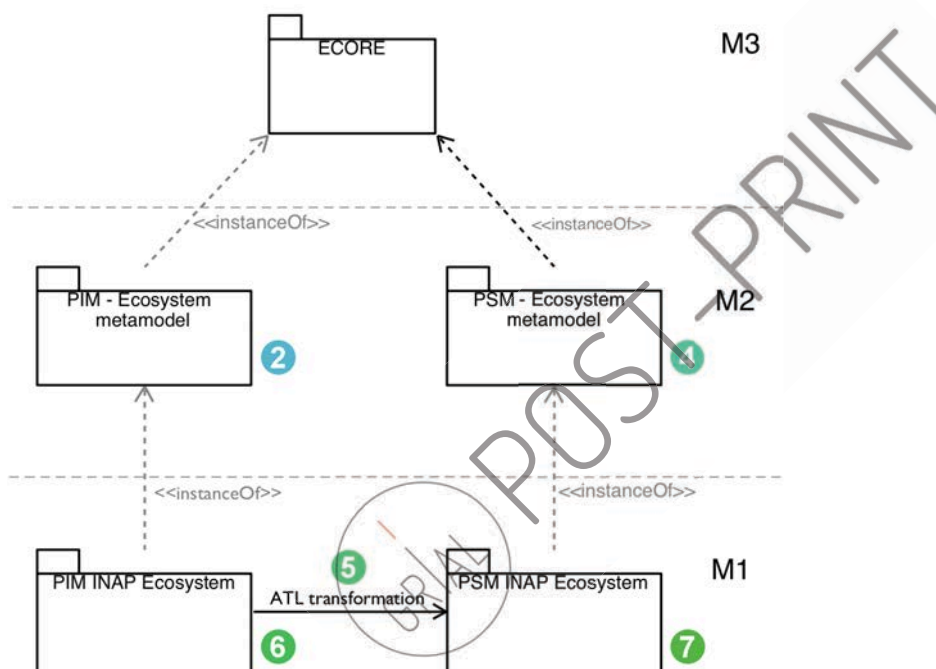 ECORE
M3
<<instanceOf>>
<<instanceOf>>
PIM - Ecosystem
metamodel
2
PSM - Ecosystem
metamodel
4
M2
<<instanceOf>>
<<instanceOf>>
PIM INAP Ecosystem
6
5
ATL transformation
PSM INAP Ecosystem
7
M1
GRIAL
POST-PRINT